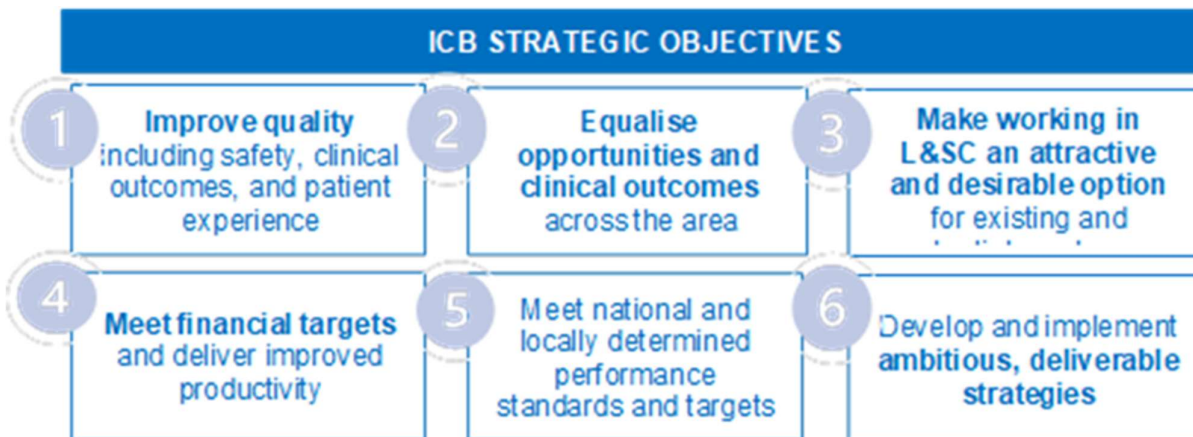 ICB STRATEGIC OBJECTIVES
1
Improve quality
including safety, clinical
outcomes, and patient
experience
2
Equalise
opportunities and
clinical outcomes
across the area
3
Make working in
L&SC an attractive
and desirable option
for existing and
4
Meet financial targets
and deliver improved
productivity
5
Meet national and
locally determined
performance
standards and targets
6
Develop and implement
ambitious, deliverable
strategies